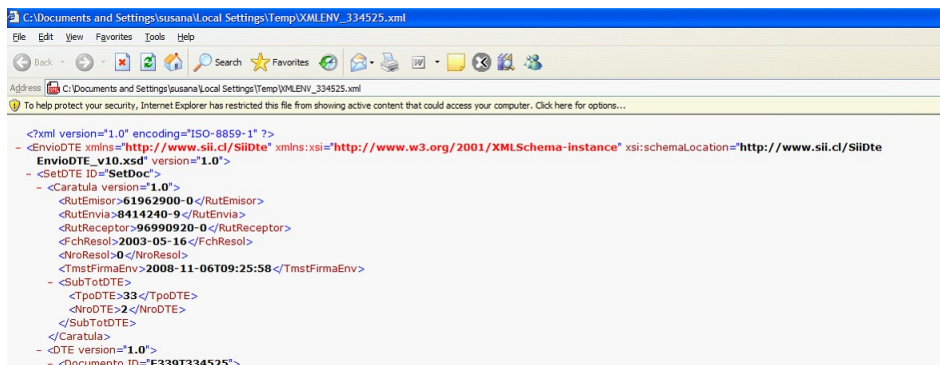 C:\Documents and Settings\susana\Local Settings\Temp\XMLENV_334525.xml
File Edit View Favorites Tools Help
Back Search Favorites
Address C:\Documents and Settings\susana\Local Settings\Temp\XMLENV_334525.xml
To help protect your security, Internet Explorer has restricted this file from showing active content that could access your computer. Click here for options...
<?xml version="1.0" encoding="ISO-8859-1" ?>
- <EnvioDTE xmlns="http://www.sii.cl/SiiDte" xmlns:xsi="http://www.w3.org/2001/XMLSchema-instance" xsi:schemaLocation="http://www.sii.cl/SiiDte
EnvioDTE_v10.xsd" version="1.0">
- <SetDTE ID="SetDoc">
- <Caratula version="1.0">
<RutEmisor>61962900-0</RutEmisor>
<RutEnvia>8414240-9</RutEnvia>
<RutReceptor>96990920-0</RutReceptor>
<FchResol>2003-05-16</FchResol>
<NroResol>0</NroResol>
<TmstFirmaEnv>2008-11-06T09:25:58</TmstFirmaEnv>
- <SubTotDTE>
<TpoDTE>33</TpoDTE>
<NroDTE>2</NroDTE>
</SubTotDTE>
</Caratula>
- <DTE version="1.0">
- <Documento ID="F339T334525">